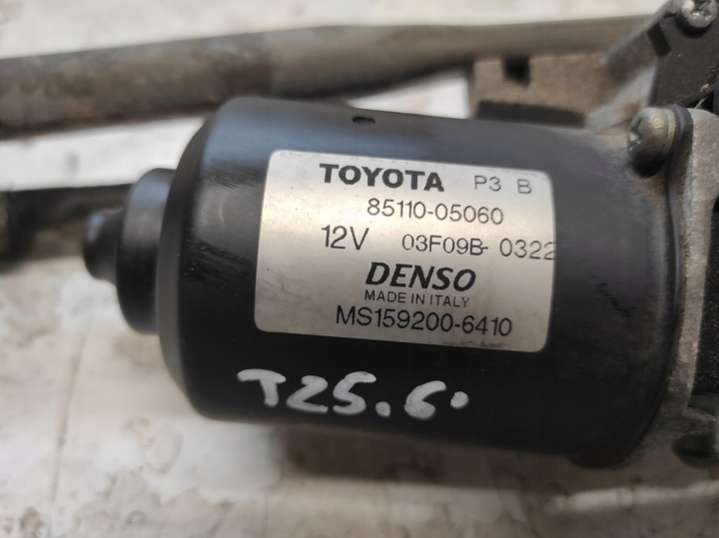 TOYOTA P3 B
85110-05060
12V 03F09B-0322
DENSO
MADE IN ITALY
MS159200-6410
T25.6.